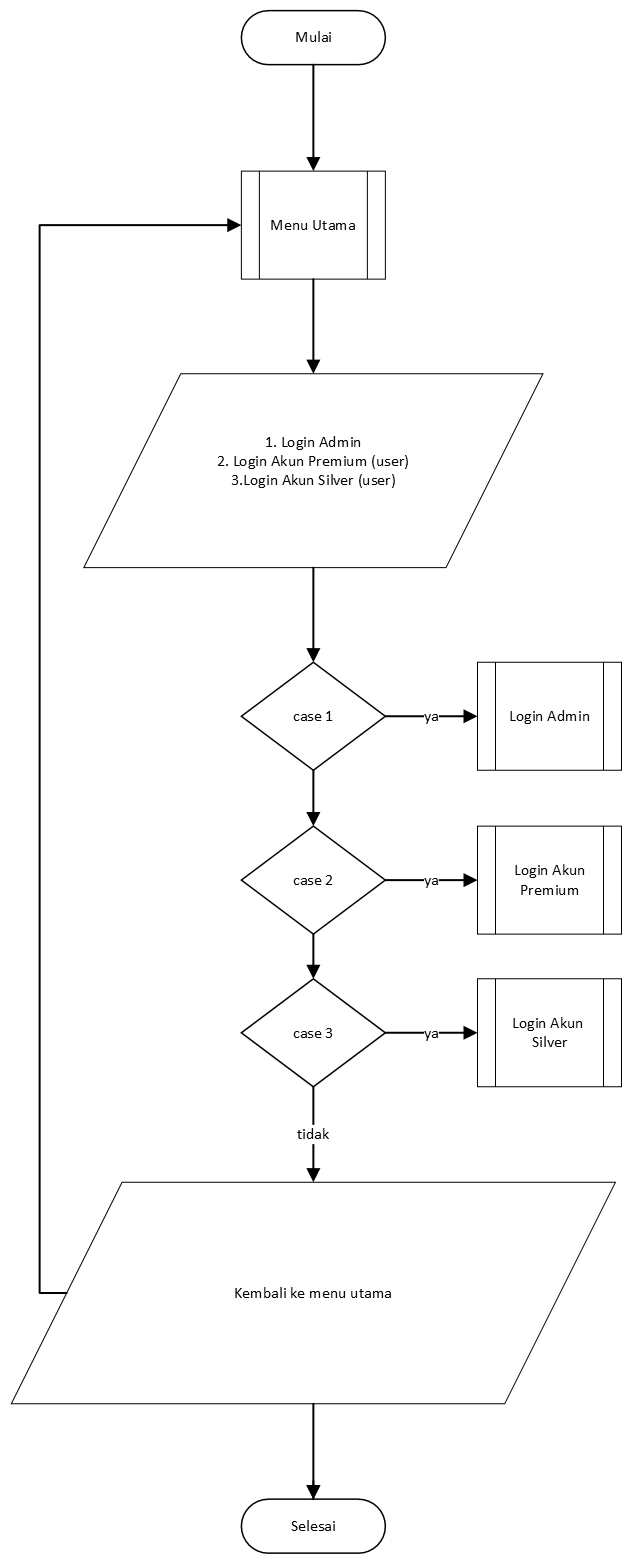 Mulai
Menu Utama
1. Login Admin
2. Login Akun Premium (user)
3.Login Akun Silver (user)
case 1
ya
Login Admin
case 2
ya
Login Akun
Premium
case 3
ya
Login Akun
Silver
tidak
Kembali ke menu utama
Selesai